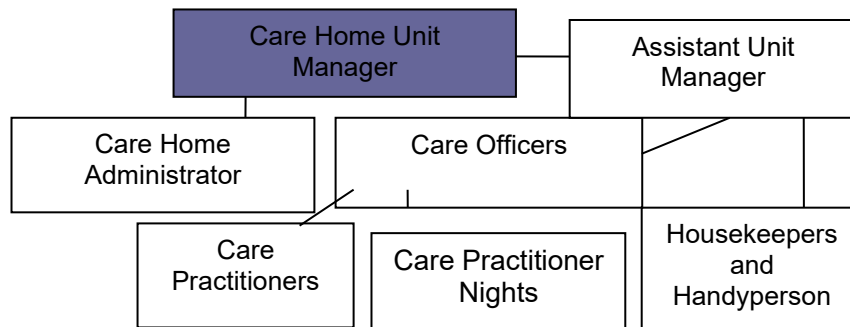 Care Home Unit
Manager
Assistant Unit
Manager
Care Home
Administrator
Care Officers
Care
Practitioners
Care Practitioner
Nights
Housekeepers
and
Handyperson